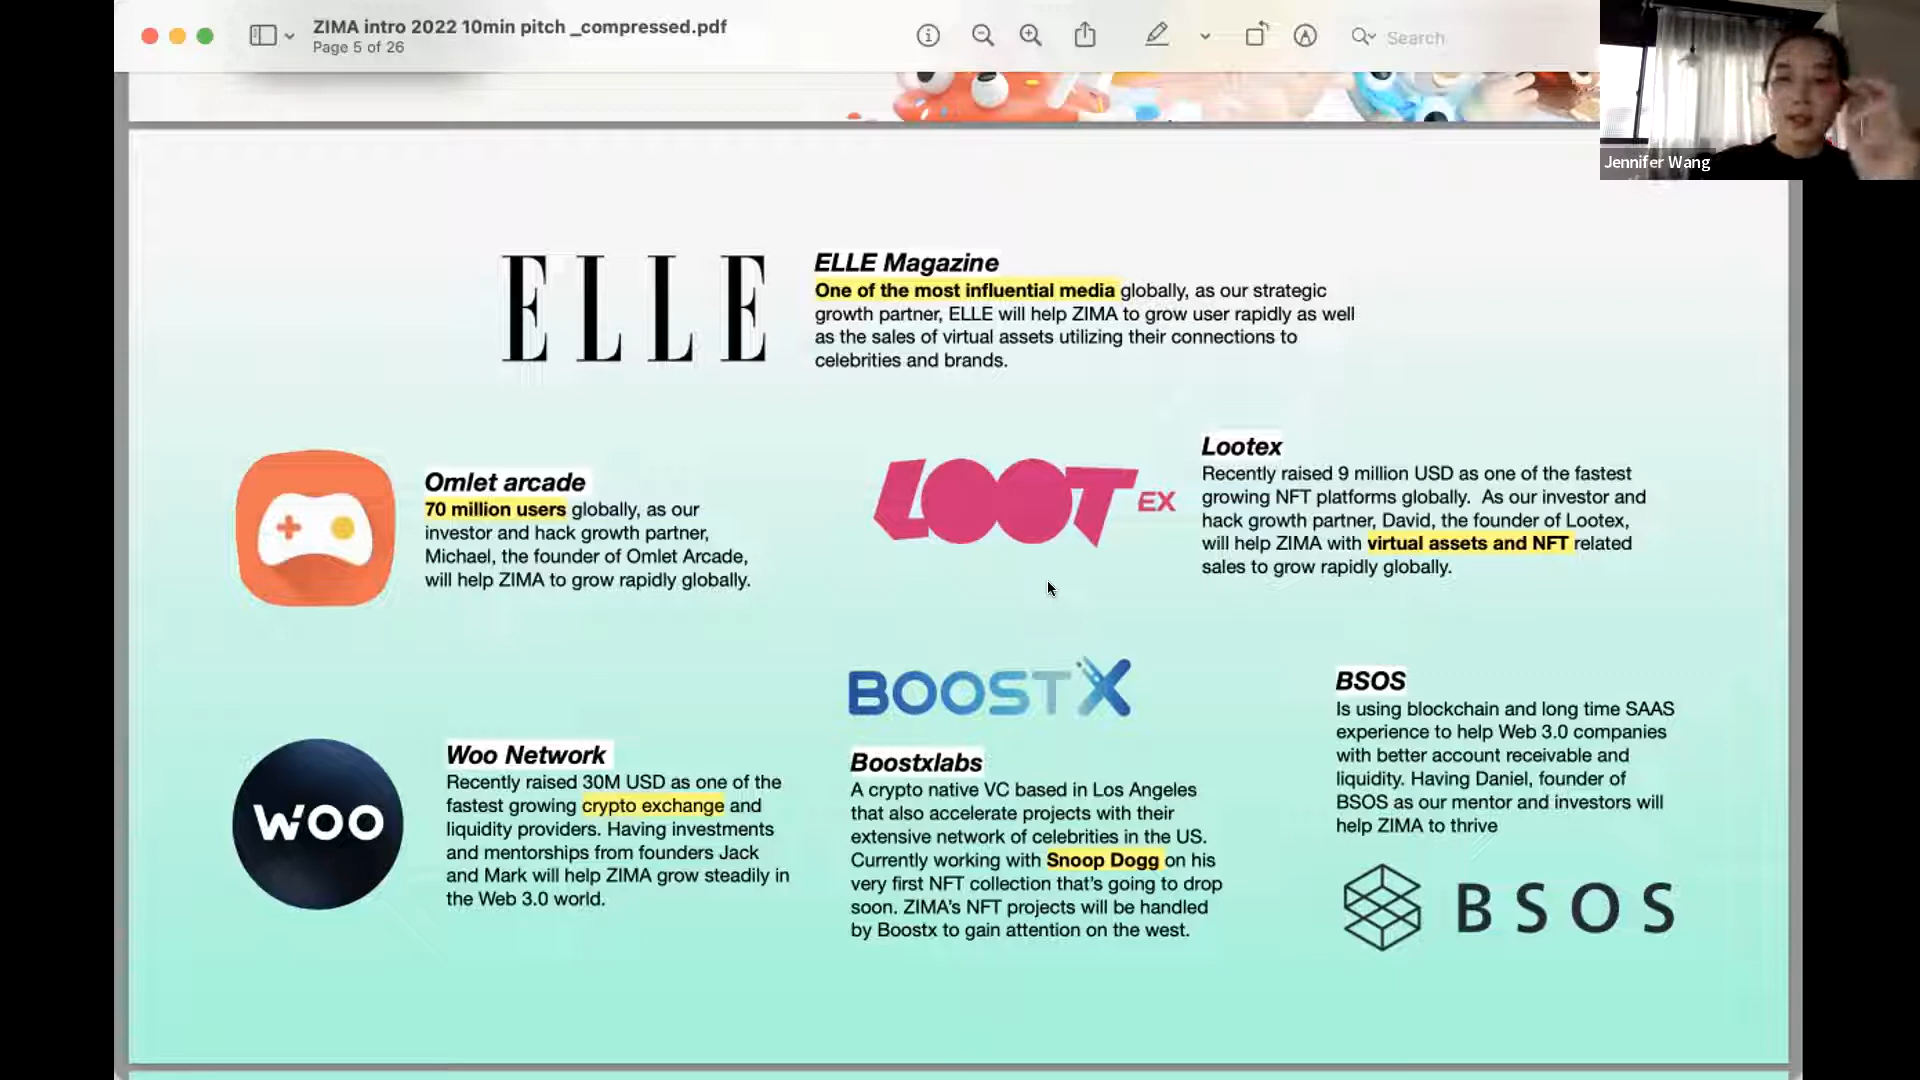 ZIMA intro 2022 10min pitch _compressed.pdf
Page 5 of 26
Search
Jennifer Wang
ELLE
ELLE Magazine
One of the most influential media globally, as our strategic
growth partner, ELLE will help ZIMA to grow user rapidly as well
as the sales of virtual assets utilizing their connections to
celebrities and brands.
Omlet arcade
70 million users globally, as our
investor and hack growth partner,
Michael, the founder of Omlet Arcade,
will help ZIMA to grow rapidly globally.
LOOT EX
Lootex
Recently raised 9 million USD as one of the fastest
growing NFT platforms globally.  As our investor and
hack growth partner, David, the founder of Lootex,
will help ZIMA with virtual assets and NFT related
sales to grow rapidly globally.
WOO
Woo Network
Recently raised 30M USD as one of the
fastest growing crypto exchange and
liquidity providers. Having investments
and mentorships from founders Jack
and Mark will help ZIMA grow steadily in
the Web 3.0 world.
BOOSTX
Boostxlabs
A crypto native VC based in Los Angeles
that also accelerate projects with their
extensive network of celebrities in the US.
Currently working with Snoop Dogg on his
very first NFT collection that's going to drop
soon. ZIMA's NFT projects will be handled
by Boostx to gain attention on the west.
BSOS
Is using blockchain and long time SAAS
experience to help Web 3.0 companies
with better account receivable and
liquidity. Having Daniel, founder of
BSOS as our mentor and investors will
help ZIMA to thrive
BSOS